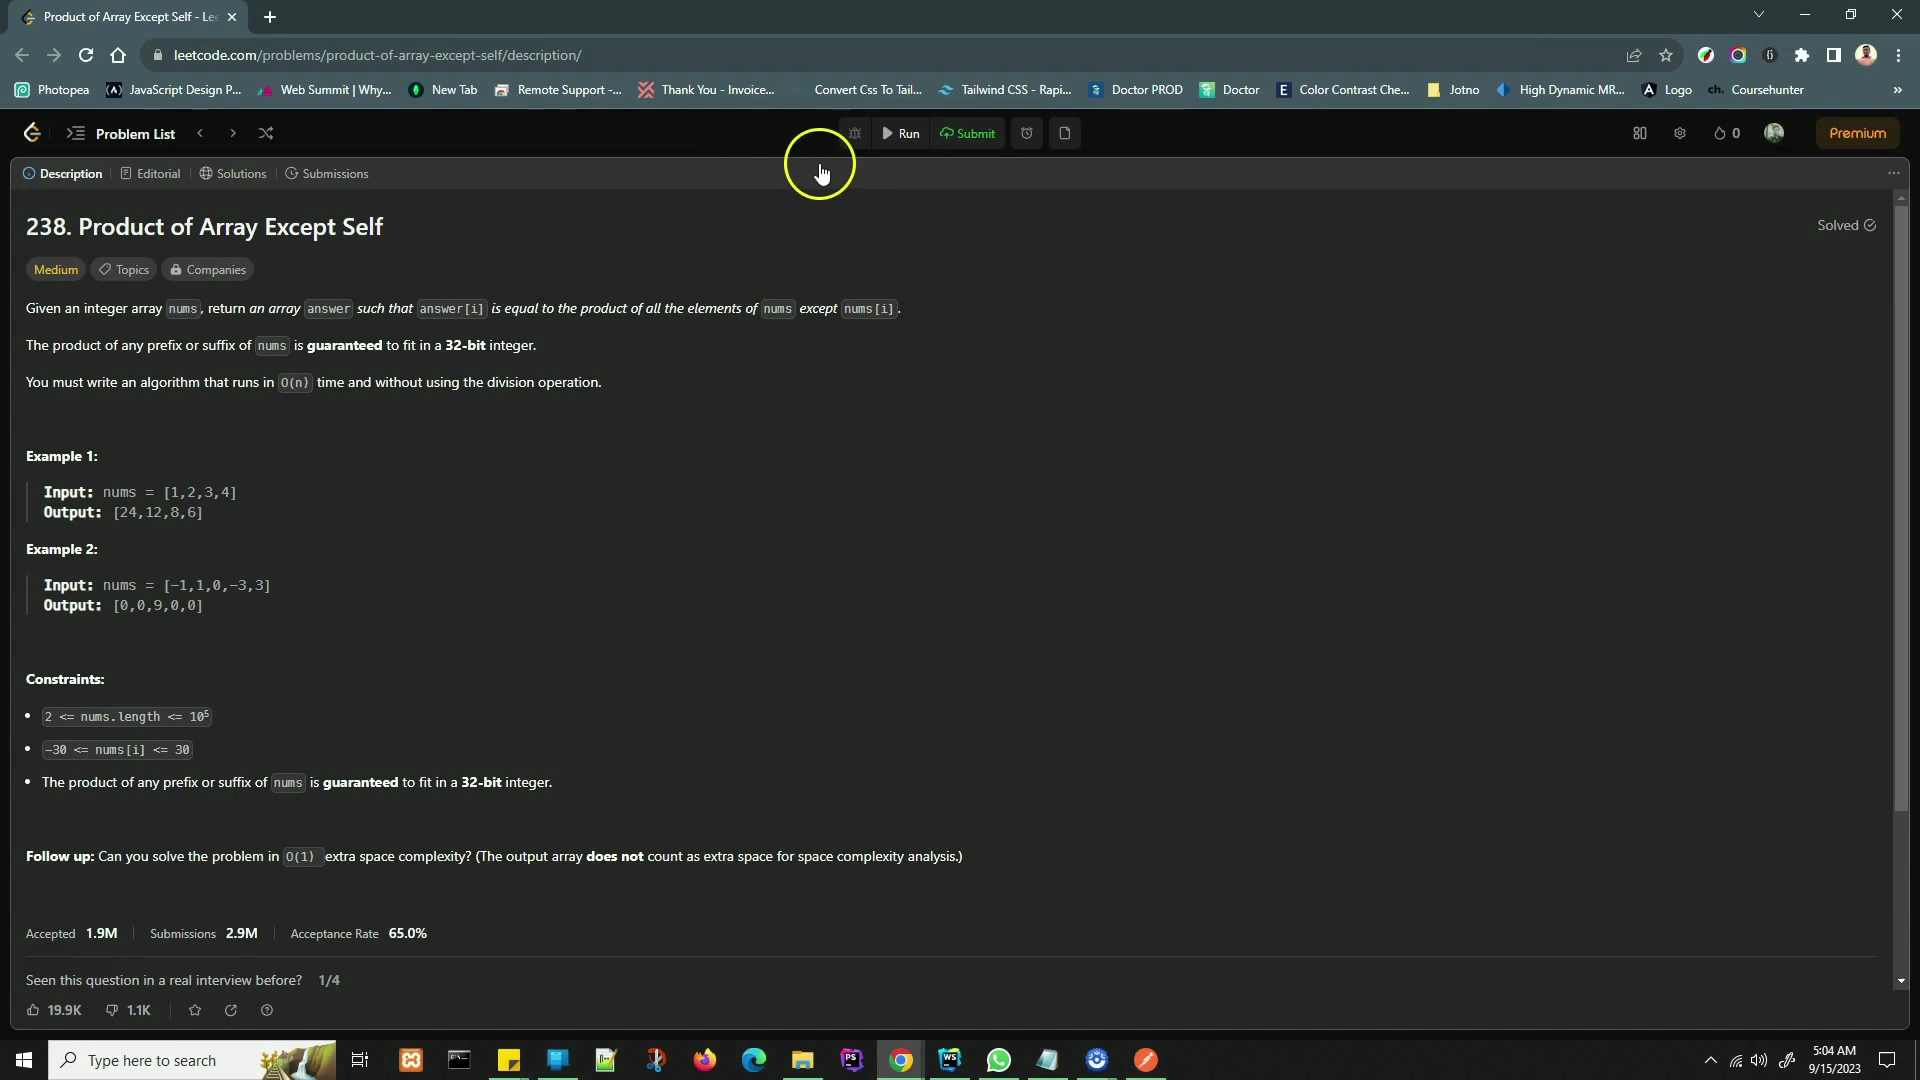 Product of Array Except Self - Lee
leetcode.com/problems/product-of-array-except-self/description/
Photopea JavaScript Design P... Web Summit | Why... New Tab Remote Support -... Thank You - Invoice... Convert Css To Tail... Tailwind CSS - Rapi... Doctor PROD Doctor Color Contrast Che... Jotno High Dynamic MR... Logo ch. Coursehunter »
Problem List Run Submit 0 Premium
Description Editorial Solutions Submissions
238. Product of Array Except Self Solved
Medium Topics Companies
Given an integer array nums, return an array answer such that answer[i] is equal to the product of all the elements of nums except nums[i].
The product of any prefix or suffix of nums is guaranteed to fit in a 32-bit integer.
You must write an algorithm that runs in O(n) time and without using the division operation.
Example 1:
Input: nums = [1,2,3,4]
Output: [24,12,8,6]
Example 2:
Input: nums = [-1,1,0,-3,3]
Output: [0,0,9,0,0]
Constraints:
• 2 <= nums.length <= 10⁵
• -30 <= nums[i] <= 30
• The product of any prefix or suffix of nums is guaranteed to fit in a 32-bit integer.
Follow up: Can you solve the problem in O(1) extra space complexity? (The output array does not count as extra space for space complexity analysis.)
Accepted 1.9M Submissions 2.9M Acceptance Rate 65.0%
Seen this question in a real interview before? 1/4
19.9K 1.1K
Type here to search PS WS 5:04 AM
9/15/2023